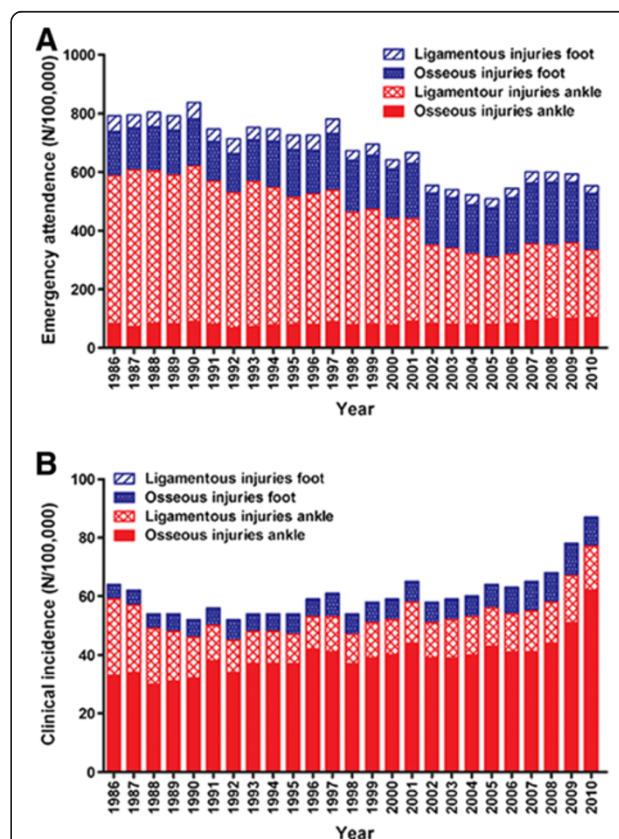 A
1000
800
600
400
200
0
Emergency attendence (N/100,000)
Ligamentous injuries foot
Osseous injuries foot
Ligamentour injuries ankle
Osseous injuries ankle
1986 1987 1988 1989 1990 1991 1992 1993 1994 1995 1996 1997 1998 1999 2000 2001 2002 2003 2004 2005 2006 2007 2008 2009 2010
Year
B
100
80
60
40
20
0
Clinical incidence (N/100,000)
Ligamentous injuries foot
Osseous injuries foot
Ligamentous injuries ankle
Osseous injuries ankle
1986 1987 1988 1989 1990 1991 1992 1993 1994 1995 1996 1997 1998 1999 2000 2001 2002 2003 2004 2005 2006 2007 2008 2009 2010
Year